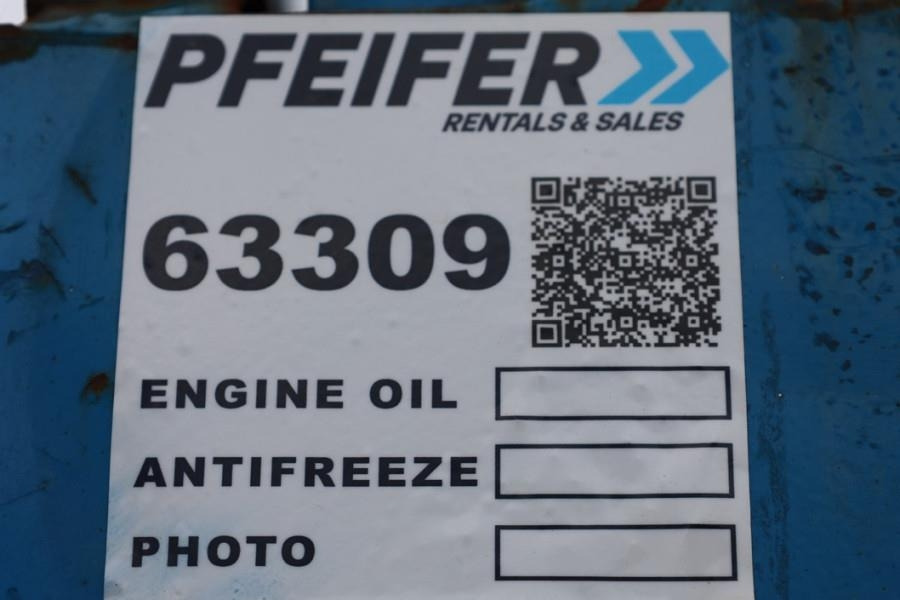 PFEIFER
RENTALS & SALES
63309
ENGINE OIL
ANTIFREEZE
PHOTO